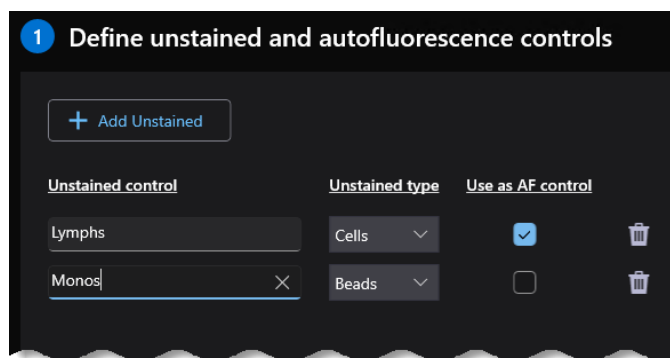 1 Define unstained and autofluorescence controls
+ Add Unstained
Unstained control Unstained type Use as AF control
Lymphs Cells
Monos Beads